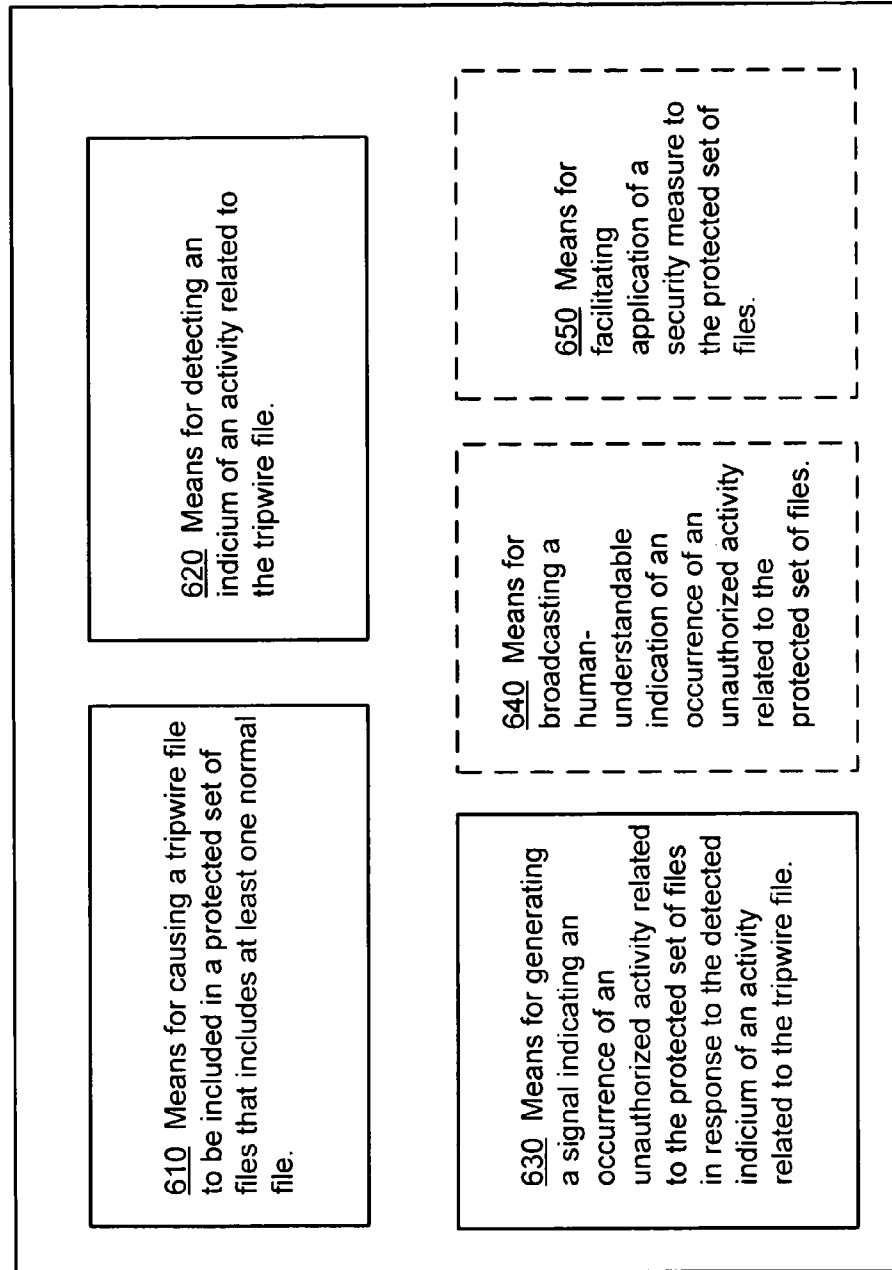 610 Means for causing a tripwire file
to be included in a protected set of
files that includes at least one normal
file.
620 Means for detecting an
indicium of an activity related to
the tripwire file.
630 Means for generating
a signal indicating an
occurrence of an
unauthorized activity related
to the protected set of files
in response to the detected
indicium of an activity
related to the tripwire file.
640 Means for
broadcasting a
human-
understandable
indication of an
occurrence of an
unauthorized activity
related to the
protected set of files.
650 Means for
facilitating
application of a
security measure to
the protected set of
files.